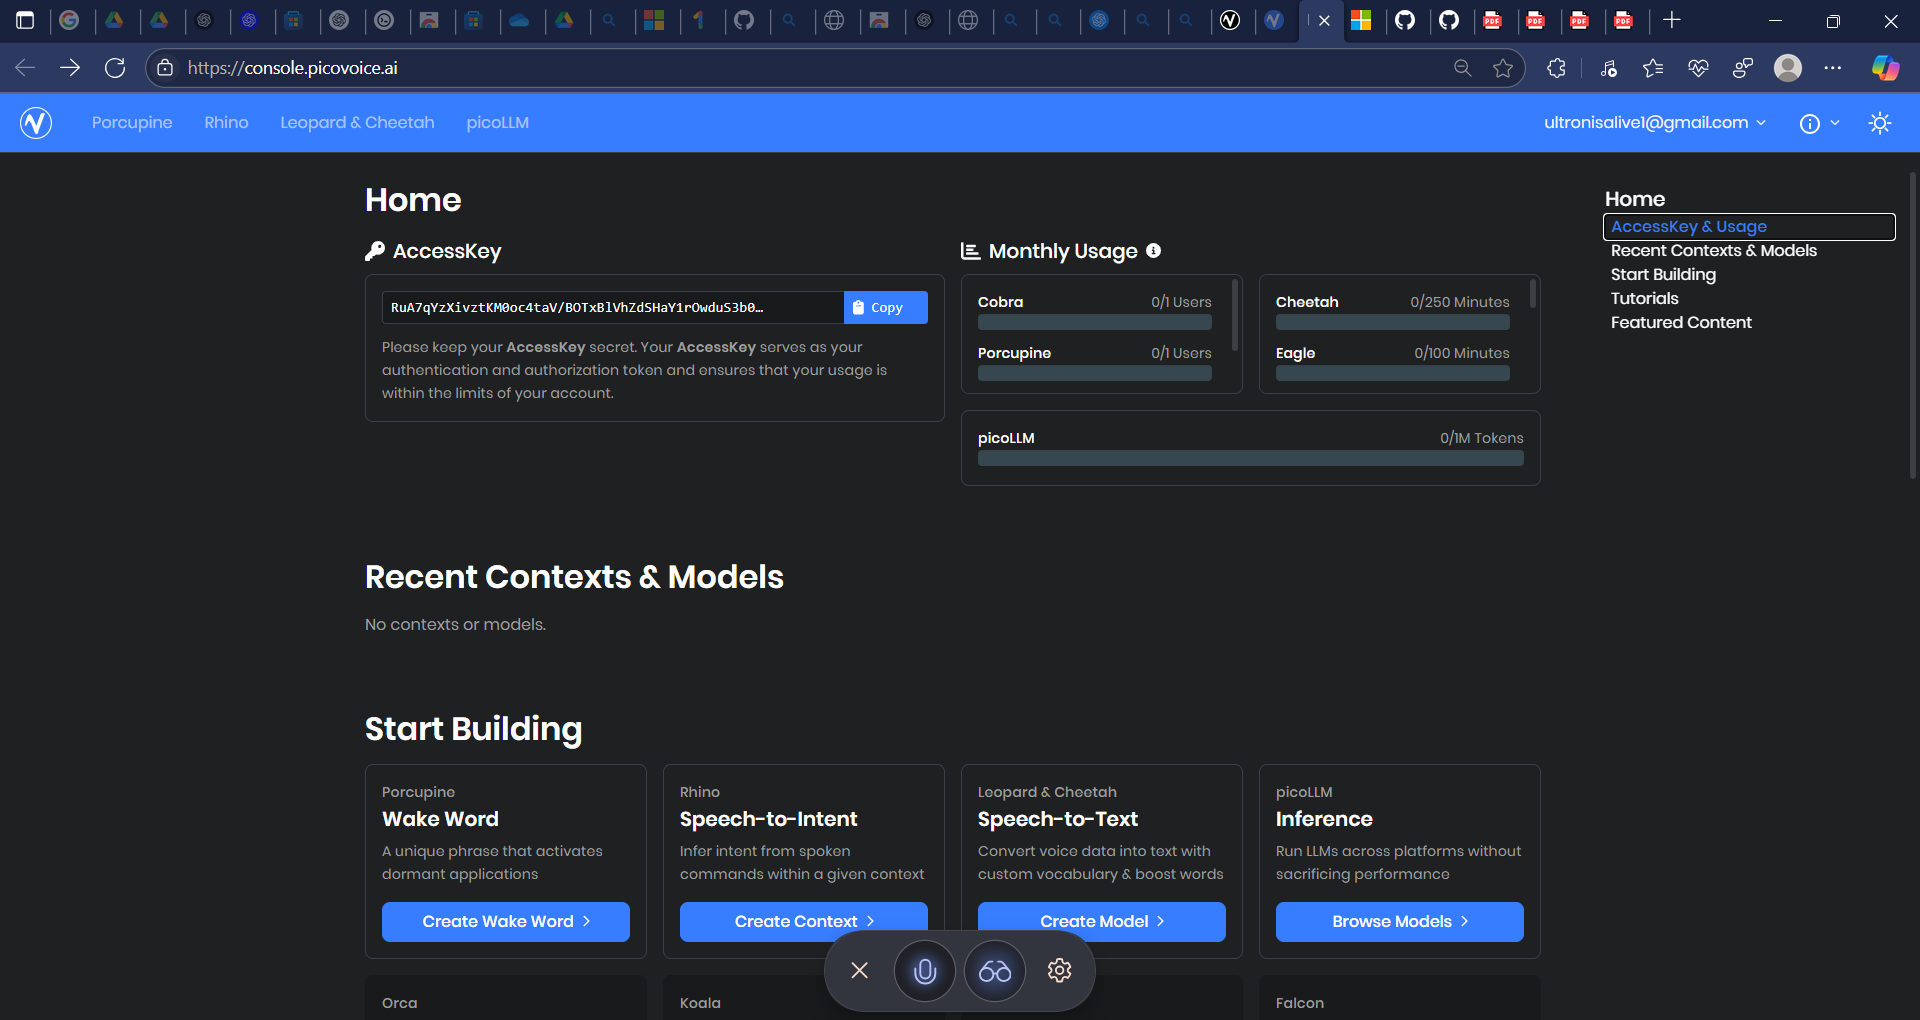 https://console.picovoice.ai
Porcupine
Rhino
Leopard & Cheetah
picoLLM
ultronisalive1@gmail.com
Home
AccessKey
RuA7qYzXivztKM0oc4taV/BOTxBlVhZdSHaY1rOwduS3b0…
Copy
Please keep your AccessKey secret. Your AccessKey serves as your
authentication and authorization token and ensures that your usage is
within the limits of your account.
Monthly Usage
Cobra 0/1 Users
Porcupine 0/1 Users
Cheetah 0/250 Minutes
Eagle 0/100 Minutes
picoLLM 0/1M Tokens
Home
AccessKey & Usage
Recent Contexts & Models
Start Building
Tutorials
Featured Content
Recent Contexts & Models
No contexts or models.
Start Building
Porcupine
Wake Word
A unique phrase that activates
dormant applications
Create Wake Word
Rhino
Speech-to-Intent
Infer intent from spoken
commands within a given context
Create Context
Leopard & Cheetah
Speech-to-Text
Convert voice data into text with
custom vocabulary & boost words
Create Model
picoLLM
Inference
Run LLMs across platforms without
sacrificing performance
Browse Models
Orca
Koala
Falcon